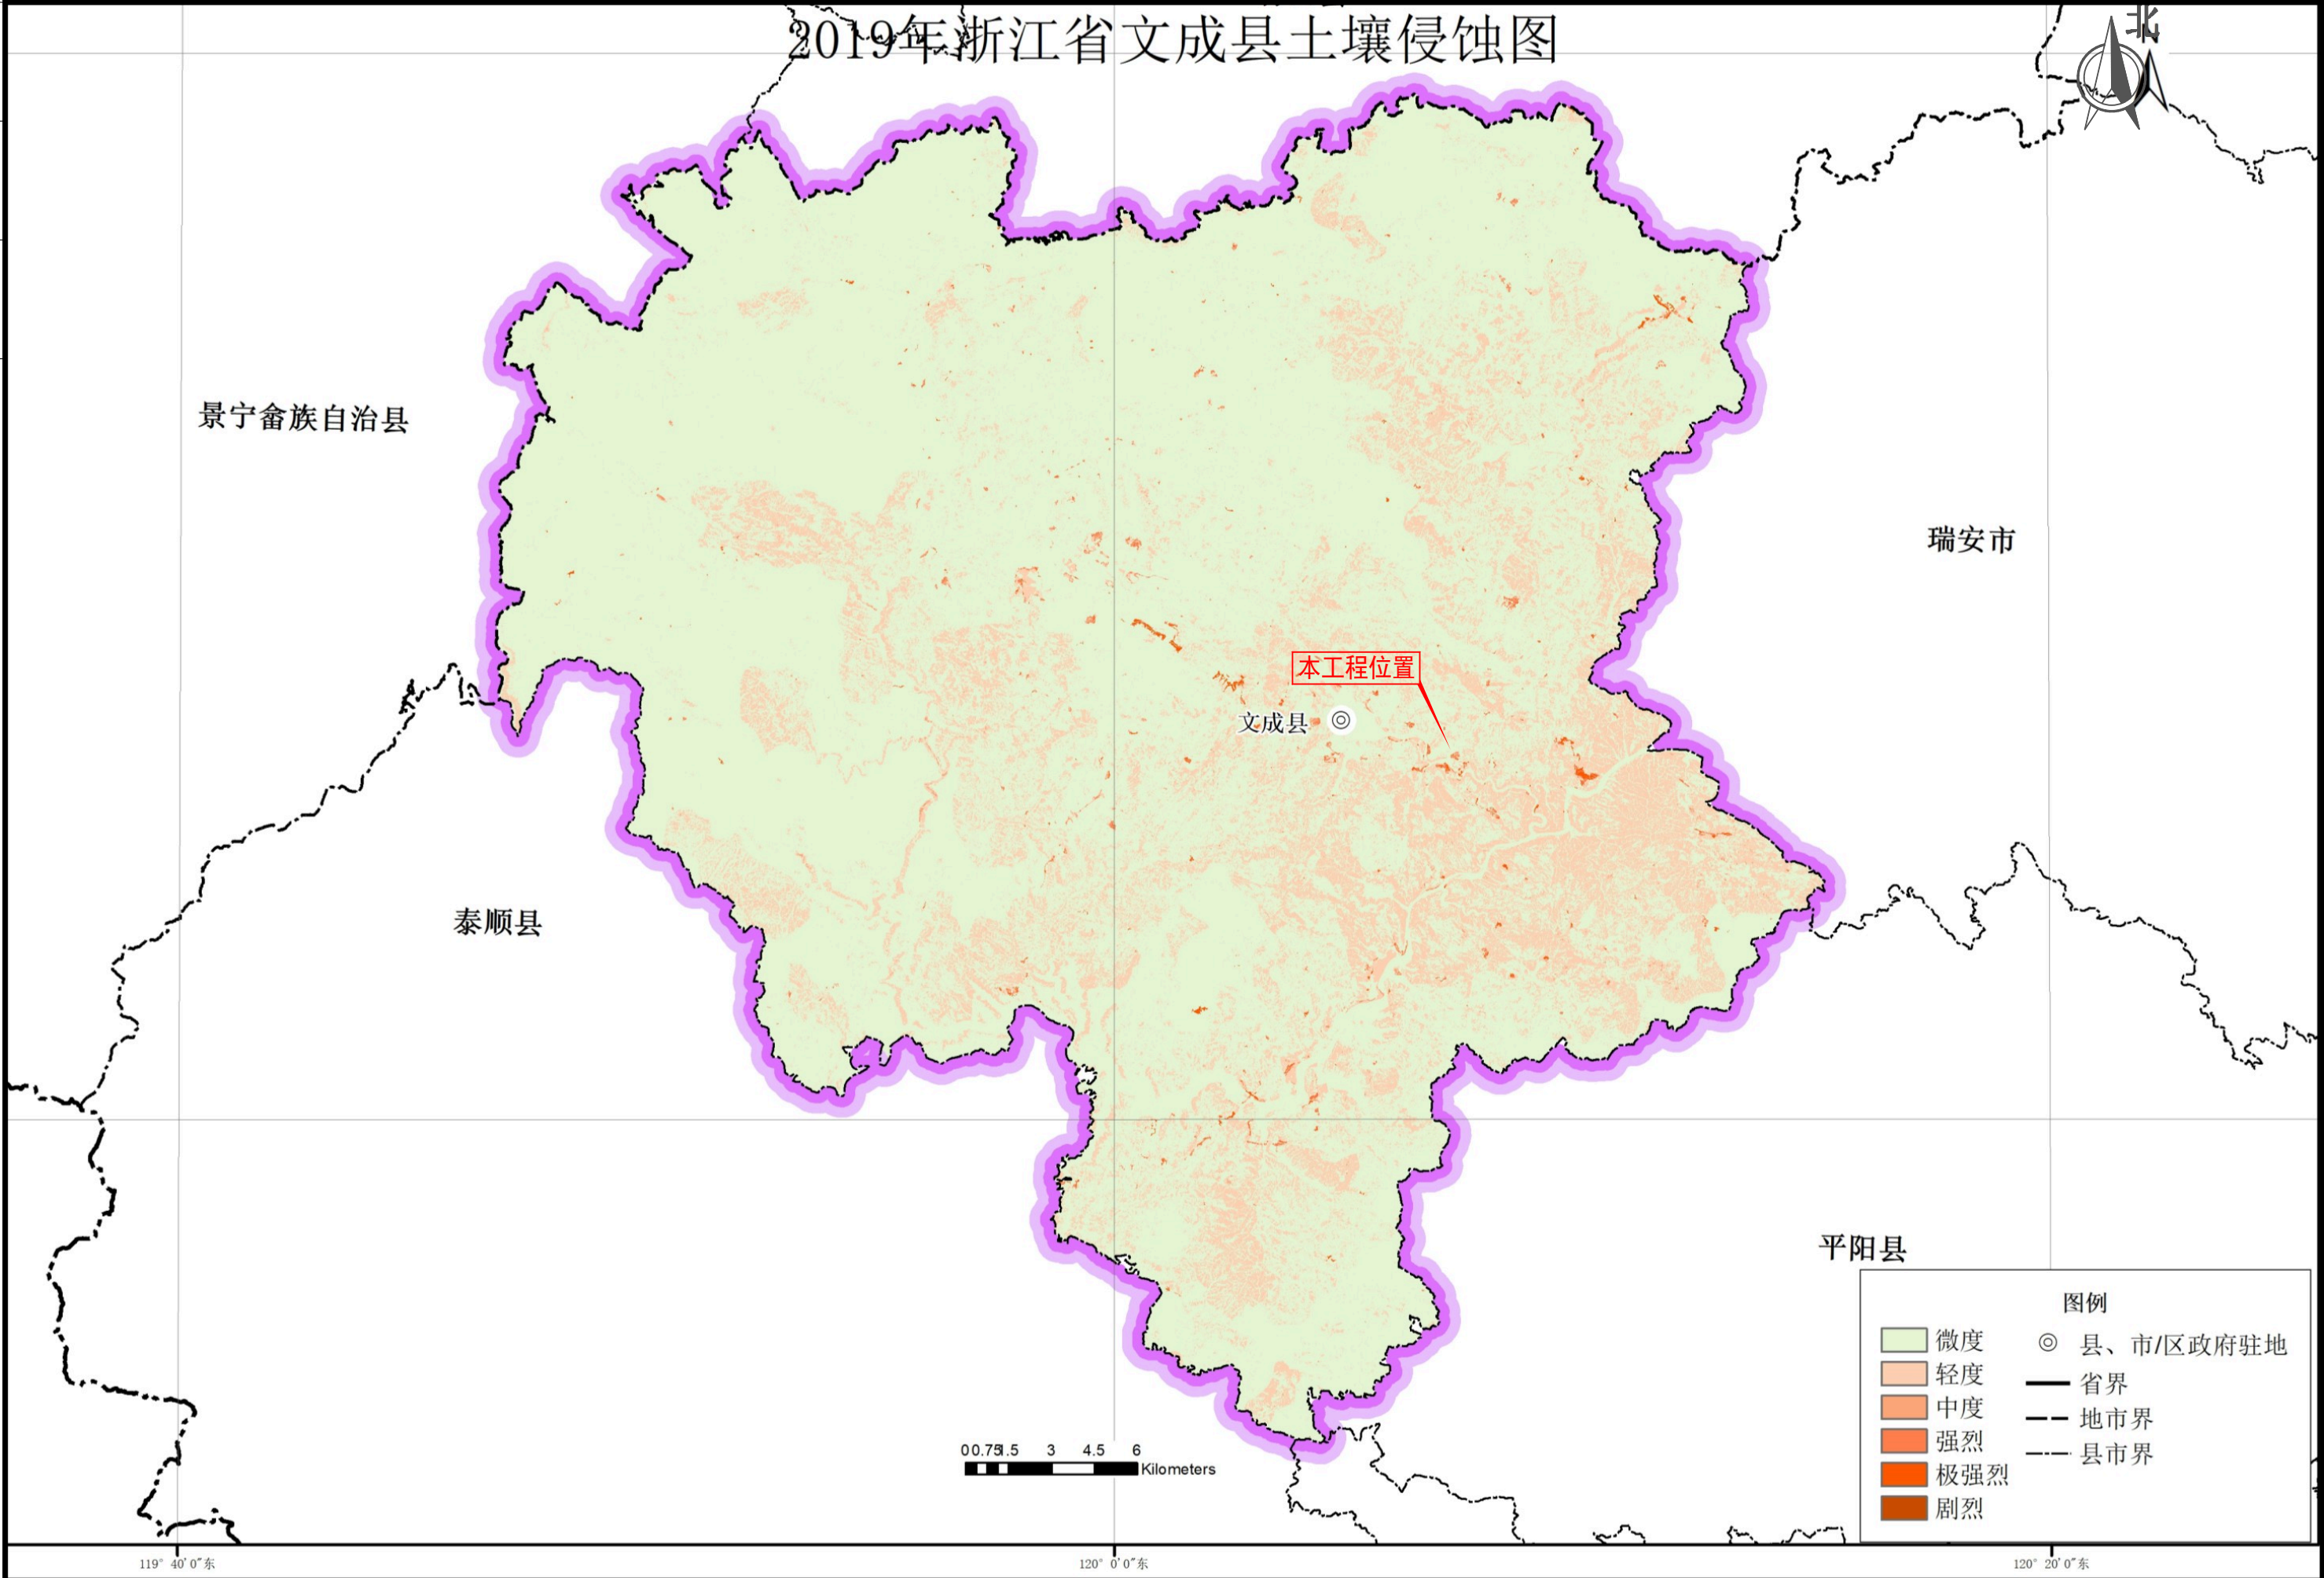 2019年浙江省文成县土壤侵蚀图
北
景宁畲族自治县
瑞安市
本工程位置
文成县
泰顺县
平阳县
图例
微度
轻度
中度
强烈
极强烈
剧烈
县、市/区政府驻地
省界
地市界
县市界
0 0.75 1.5 3 4.5 6
Kilometers
119° 40'0"东
120° 0'0"东
120° 20'0"东